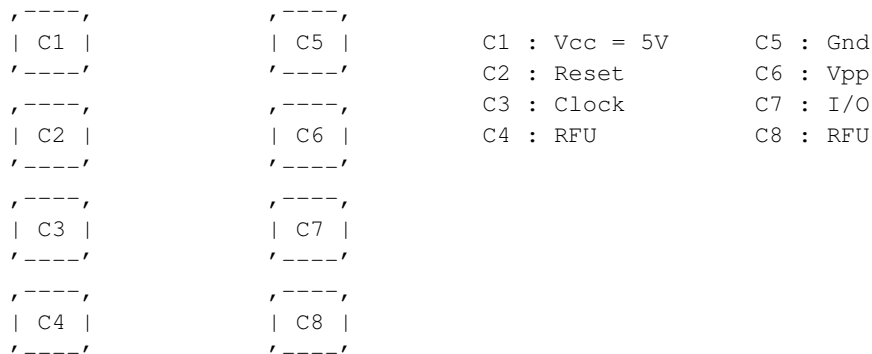 ,----,            ,----,
| C1 |            | C5 |         C1 : Vcc = 5V     C5 : Gnd
'----'            '----'         C2 : Reset        C6 : Vpp
,----,            ,----,         C3 : Clock        C7 : I/O
| C2 |            | C6 |         C4 : RFU          C8 : RFU
'----'            '----'
,----,            ,----,
| C3 |            | C7 |
'----'            '----'
,----,            ,----,
| C4 |            | C8 |
'----'            '----'